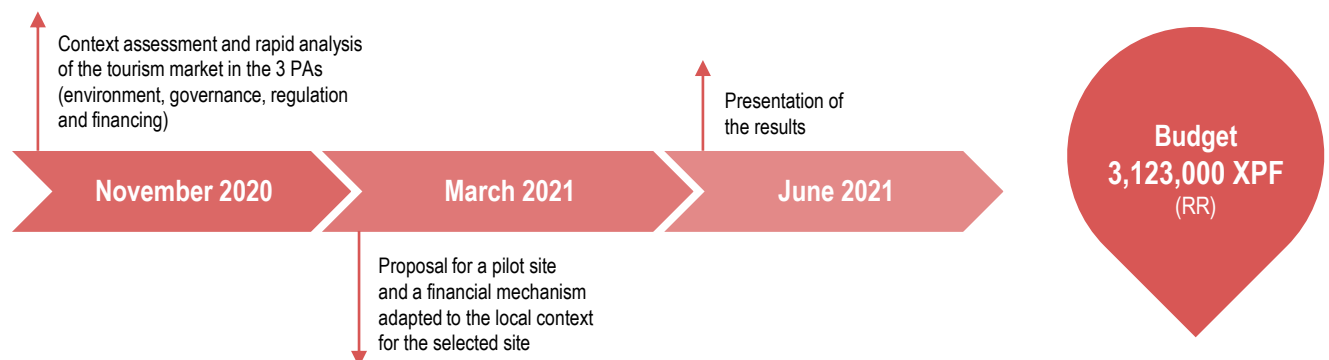 Context assessment and rapid analysis
of the tourism market in the 3 PAs
(environment, governance, regulation
and financing)
Presentation of
the results
November 2020
March 2021
June 2021
Proposal for a pilot site
and a financial mechanism
adapted to the local context
for the selected site
Budget
3,123,000 XPF
(RR)